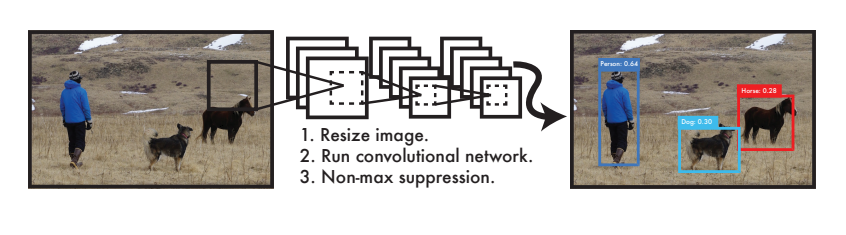 1. Resize image.
2. Run convolutional network.
3. Non-max suppression.
Person: 0.64
Horse: 0.28
Dog: 0.30